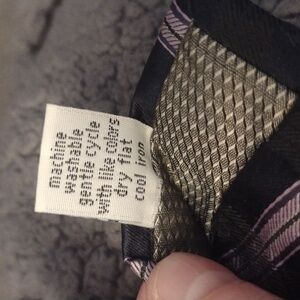 machine
washable
gentle cycle
with like colors
dry flat
cool iron